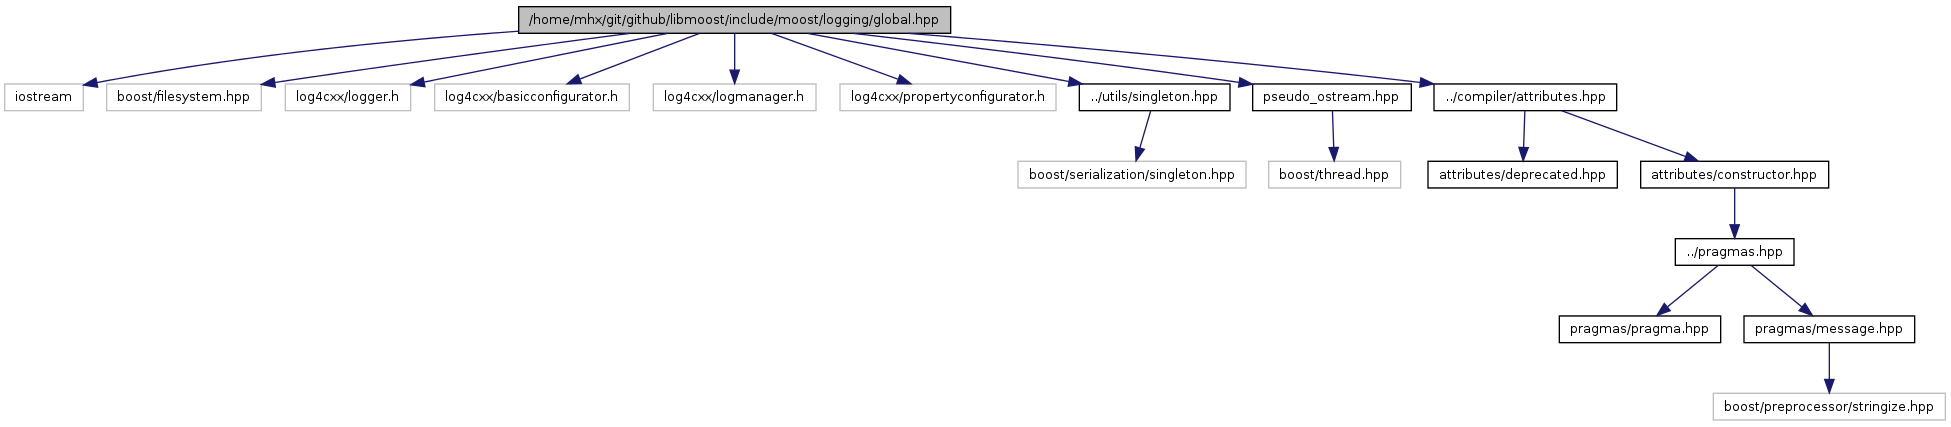 /home/mhx/git/github/libmoost/include/moost/logging/global.hpp
iostream
boost/filesystem.hpp
log4cxx/logger.h
log4cxx/basicconfigurator.h
log4cxx/logmanager.h
log4cxx/propertyconfigurator.h
../utils/singleton.hpp
pseudo_ostream.hpp
../compiler/attributes.hpp
boost/serialization/singleton.hpp
boost/thread.hpp
attributes/deprecated.hpp
attributes/constructor.hpp
../pragmas.hpp
pragmas/pragma.hpp
pragmas/message.hpp
boost/preprocessor/stringize.hpp